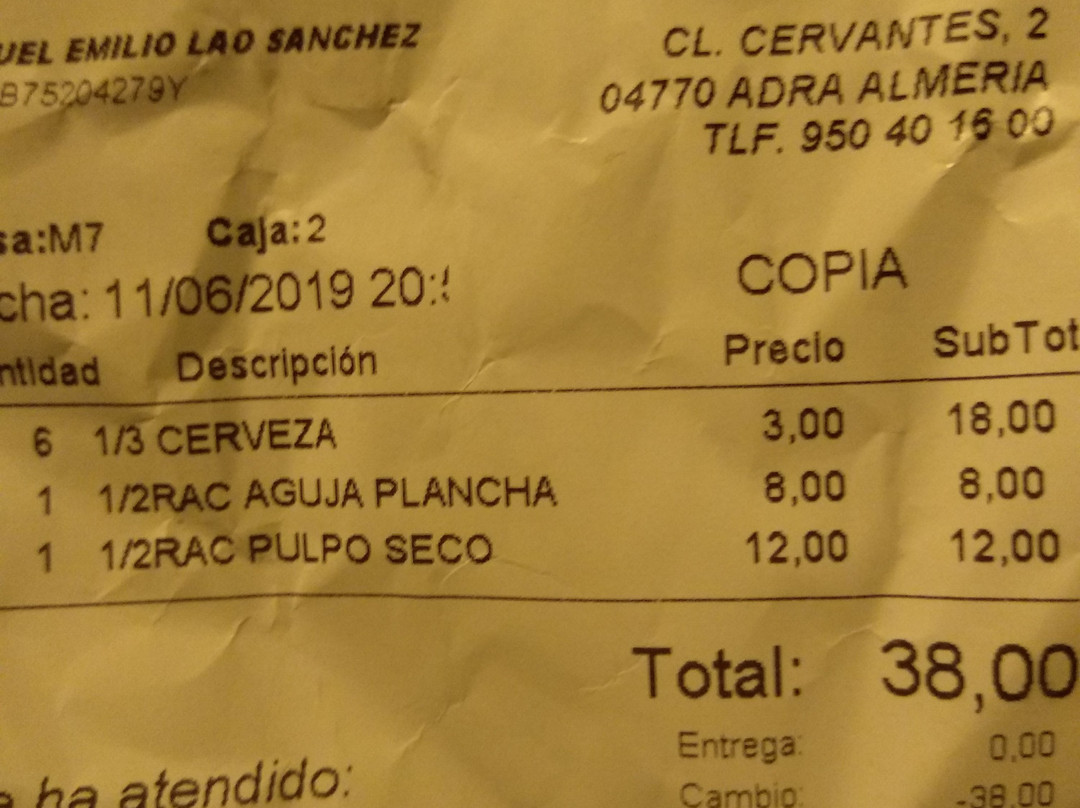 UEL EMILIO LAO SANCHEZ
B75204279Y
CL. CERVANTES, 2
04770 ADRA ALMERIA
TLF. 950 40 16 00
sa:M7 Caja:2
cha: 11/06/2019 20:
COPIA
ntidad Descripción Precio SubTot
6 1/3 CERVEZA 3,00 18,00
1 1/2RAC AGUJA PLANCHA 8,00 8,00
1 1/2RAC PULPO SECO 12,00 12,00
Total: 38,00
Entrega: 0,00
Cambio: -38,00
ha atendido: